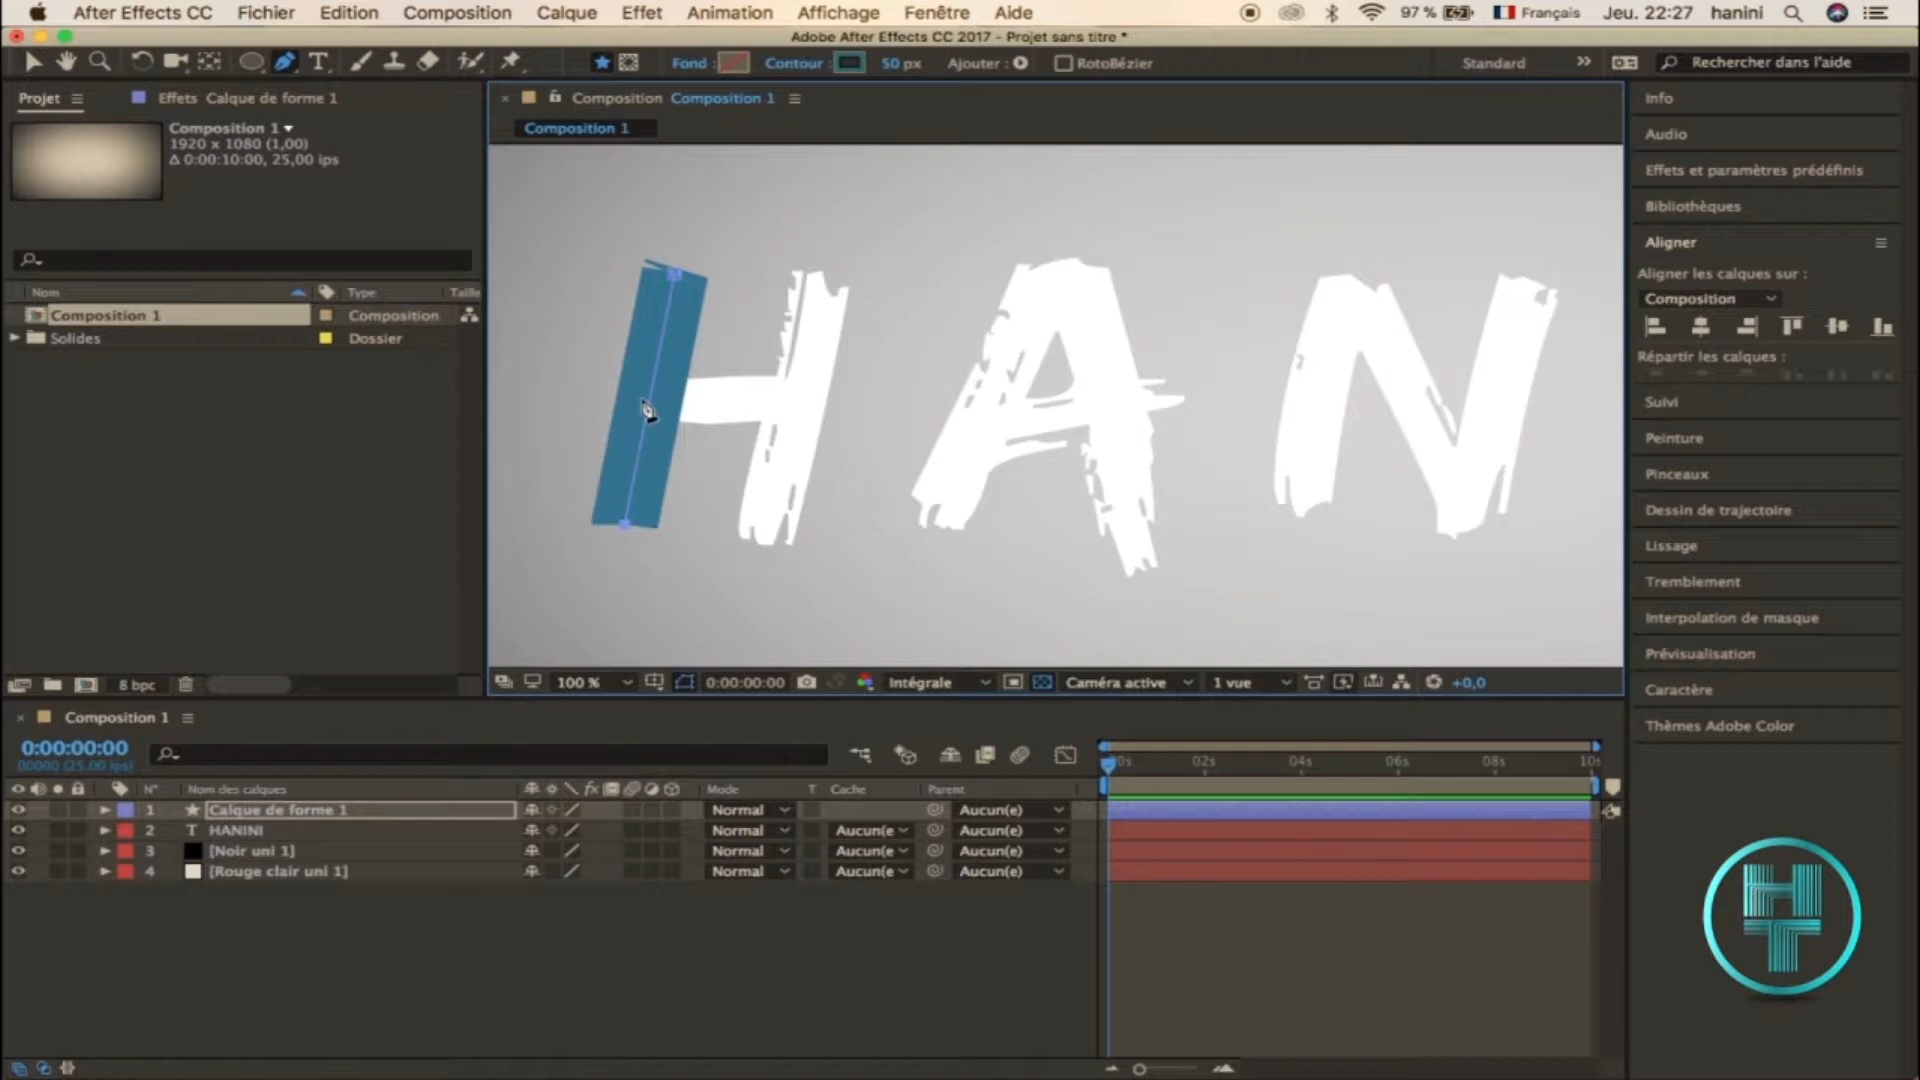 After Effects CC Fichier Edition Composition Calque Effet Animation Affichage Fenêtre Aide 97 % Français Jeu. 22:27 hanini
Adobe After Effects CC 2017 - Projet sans titre *
Fond : Contour : 50 px Ajouter : RotoBézier Standard Rechercher dans l'aide
Projet Effets Calque de forme 1
Composition 1
1920 x 1080 (1,00)
Δ 0:00:10:00, 25,00 ips
Nom Type Taille
Composition 1 Composition
Solides Dossier
8 bpc
Composition Composition 1
Composition 1
HAN
100 % 0:00:00:00 Intégrale Caméra active 1 vue +0,0
Info
Audio
Effets et paramètres prédéfinis
Bibliothèques
Aligner
Aligner les calques sur :
Composition
Répartir les calques :
Suivi
Peinture
Pinceaux
Dessin de trajectoire
Lissage
Tremblement
Interpolation de masque
Prévisualisation
Caractère
Thèmes Adobe Color
Composition 1
0:00:00:00
00000 (25.00 ips)
02s 04s 06s 08s 10s
N° Nom des calques Mode T Cache Parent
1 Calque de forme 1 Normal Aucun(e)
2 T HANINI Normal Aucun(e Aucun(e)
3 [Noir uni 1] Normal Aucun(e Aucun(e)
4 [Rouge clair uni 1] Normal Aucun(e Aucun(e)
HT